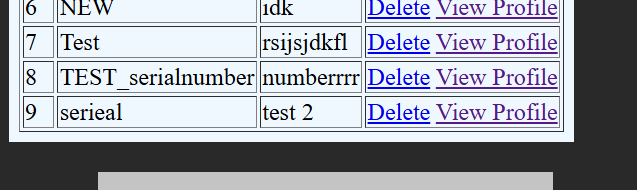 6 NEW idk Delete View Profile
7 Test rsijsjdkfl Delete View Profile
8 TEST_serialnumber numberrrr Delete View Profile
9 serieal test 2 Delete View Profile